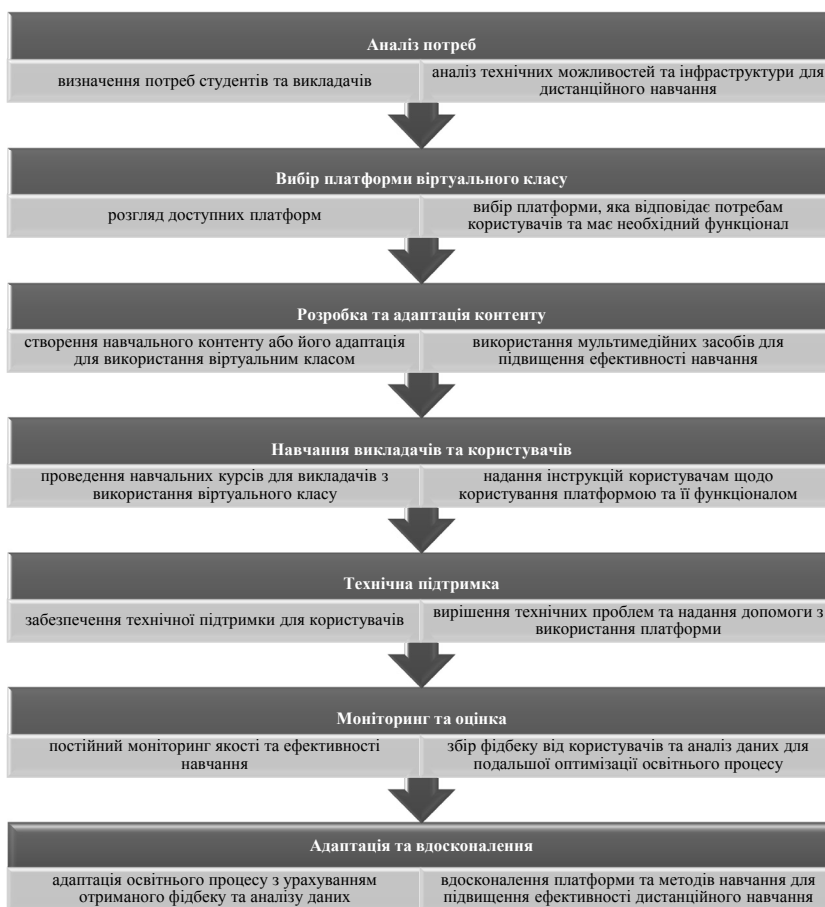 Аналіз потреб
визначення потреб студентів та викладачів
аналіз технічних можливостей та інфраструктури для
дистанційного навчання
Вибір платформи віртуального класу
розгляд доступних платформ
вибір платформи, яка відповідає потребам
користувачів та має необхідний функціонал
Розробка та адаптація контенту
створення навчального контенту або його адаптація
для використання віртуальним класом
використання мультимедійних засобів для
підвищення ефективності навчання
Навчання викладачів та користувачів
проведення навчальних курсів для викладачів з
використання віртуального класу
надання інструкцій користувачам щодо
користування платформою та її функціоналом
Технічна підтримка
забезпечення технічної підтримки для користувачів
вирішення технічних проблем та надання допомоги з
використання платформи
Моніторинг та оцінка
постійний моніторинг якості та ефективності
навчання
збір фідбеку від користувачів та аналіз даних для
подальшої оптимізації освітнього процесу
Адаптація та вдосконалення
адаптація освітнього процесу з урахуванням
отриманого фідбеку та аналізу даних
вдосконалення платформи та методів навчання для
підвищення ефективності дистанційного навчання